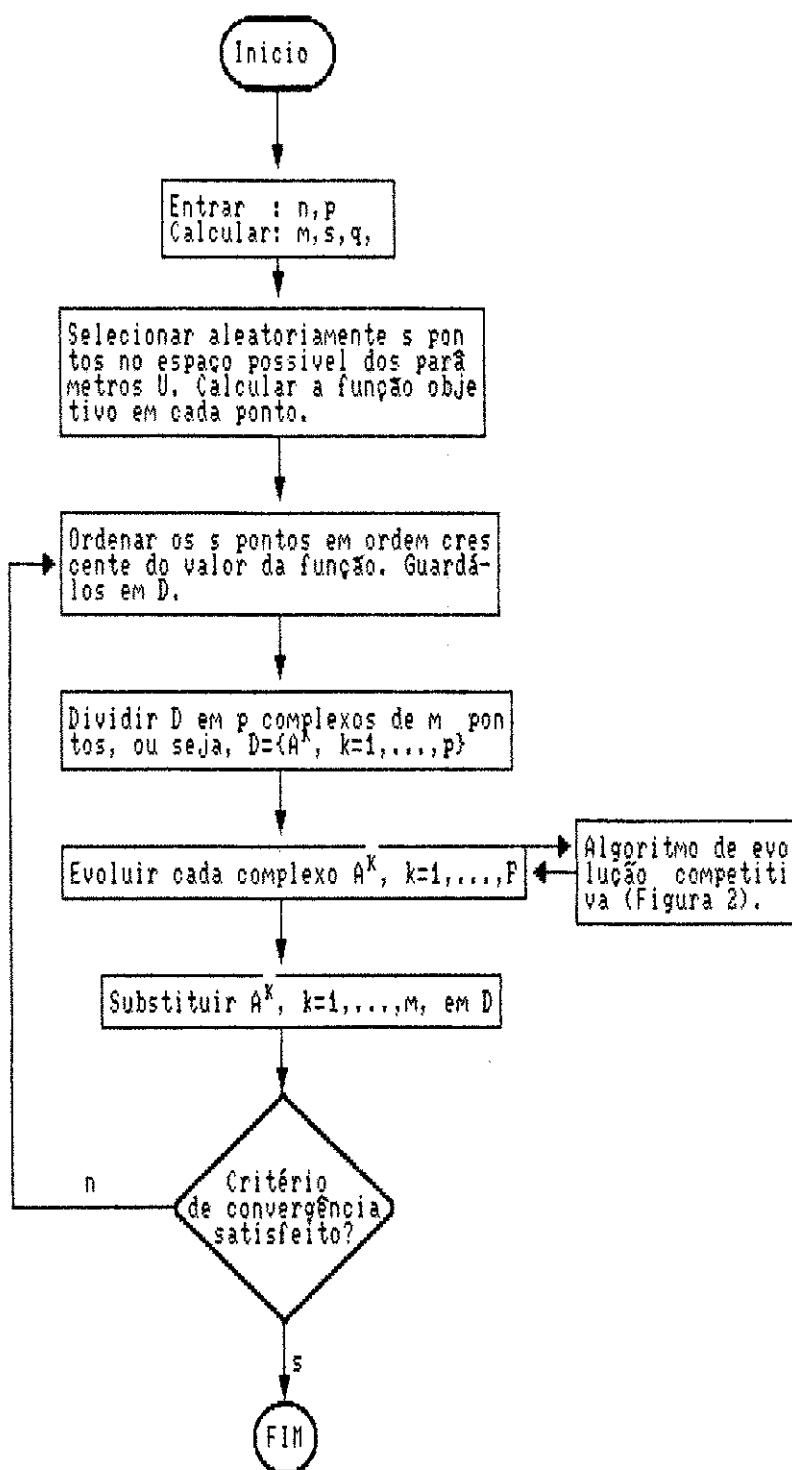 Inicio
Entrar : n,p
Calcular: m,s,q,
Selecionar aleatoriamente s pon
tos no espaço possivel dos parâ
metros U. Calcular a função obje
tivo em cada ponto.
Ordenar os s pontos em ordem cres
cente do valor da função. Guardá-
los em D.
Dividir D em p complexos de m pon
tos, ou seja, D={A^K, k=1,...,p}
Evoluir cada complexo A^K, k=1,...,P
Algoritmo de evo
lução competiti
va (Figura 2).
Substituir A^K, k=1,...,m, em D
Critério
de convergência
satisfeito?
n
s
FIM